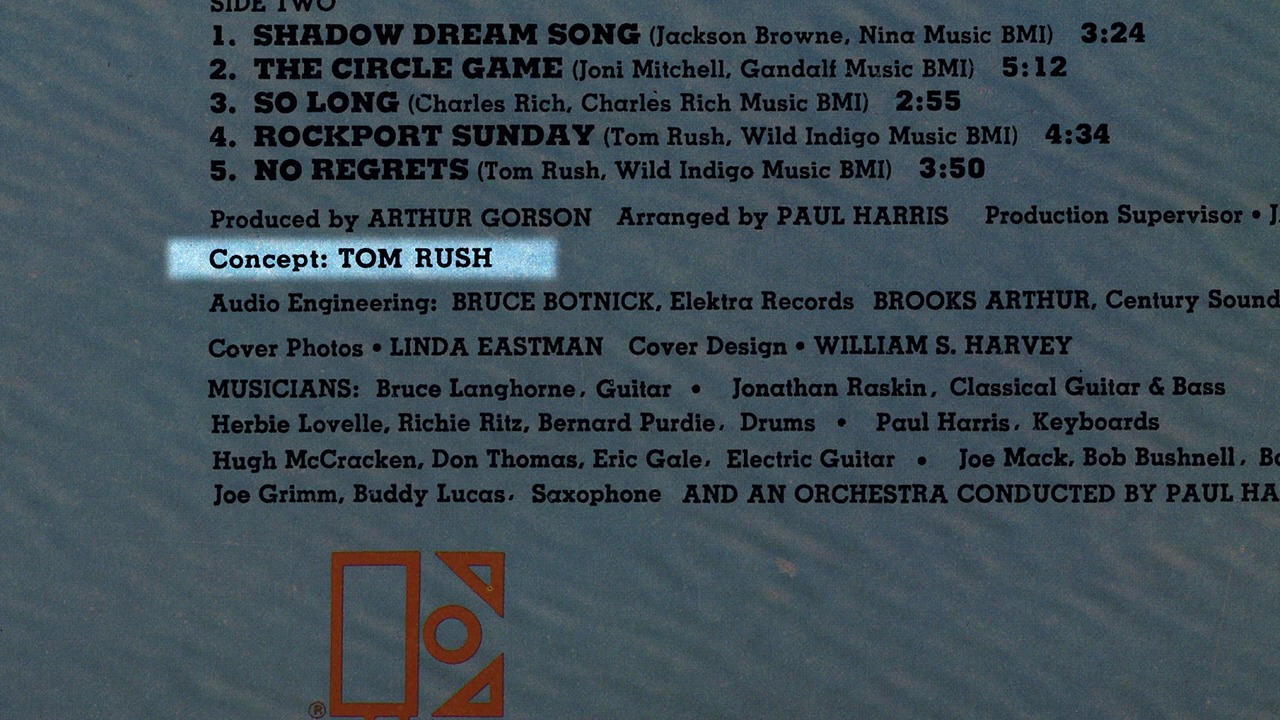 SIDE TWO
1. SHADOW DREAM SONG (Jackson Browne, Nina Music BMI) 3:24
2. THE CIRCLE GAME (Joni Mitchell, Gandalf Music BMI) 5:12
3. SO LONG (Charles Rich, Charles Rich Music BMI) 2:55
4. ROCKPORT SUNDAY (Tom Rush, Wild Indigo Music BMI) 4:34
5. NO REGRETS (Tom Rush, Wild Indigo Music BMI) 3:50
Produced by ARTHUR GORSON Arranged by PAUL HARRIS Production Supervisor •
Concept: TOM RUSH
Audio Engineering: BRUCE BOTNICK, Elektra Records BROOKS ARTHUR, Century Sound
Cover Photos • LINDA EASTMAN Cover Design • WILLIAM S. HARVEY
MUSICIANS: Bruce Langhorne, Guitar • Jonathan Raskin, Classical Guitar & Bass
Herbie Lovelle, Richie Ritz, Bernard Purdie, Drums • Paul Harris, Keyboards
Hugh McCracken, Don Thomas, Eric Gale, Electric Guitar • Joe Mack, Bob Bushnell,
Joe Grimm, Buddy Lucas, Saxophone AND AN ORCHESTRA CONDUCTED BY PAUL HA
®